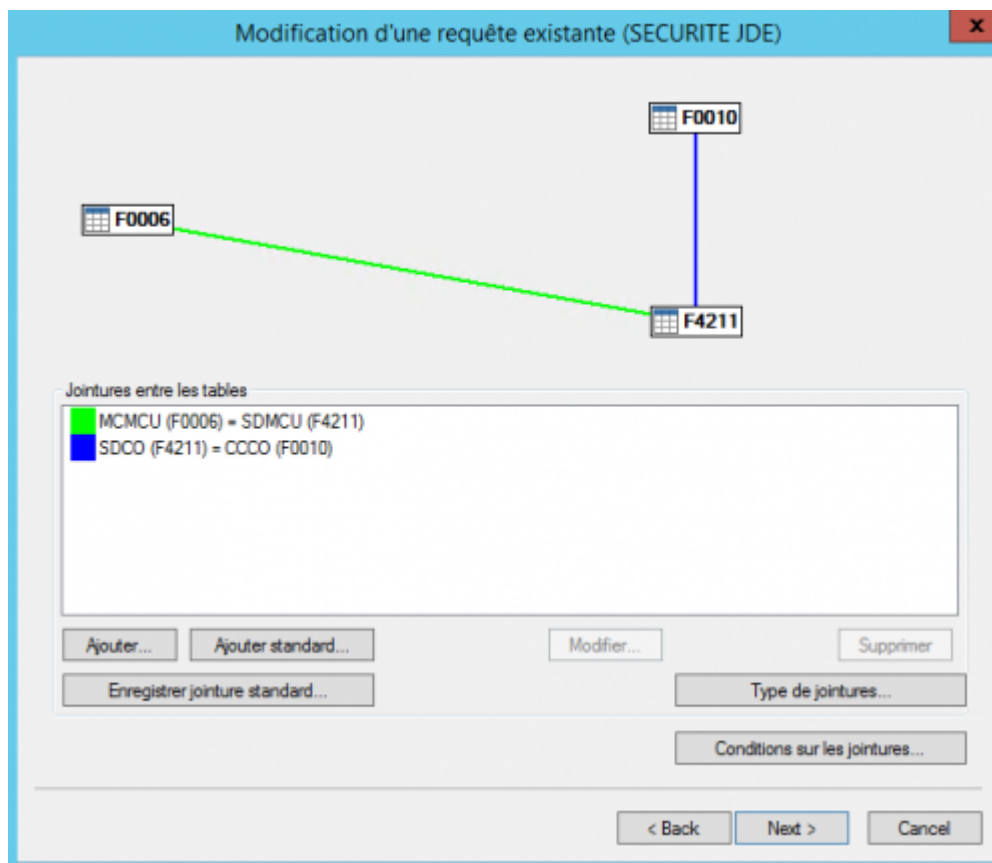 Modification d'une requête existante (SECURITE JDE)
x
F0010
F0006
F4211
Jointures entre les tables
MCMCU (F0006) = SDMCU (F4211)
SDCO (F4211) = CCCO (F0010)
Ajouter... Ajouter standard... Modifier... Supprimer
Enregistrer jointure standard... Type de jointures...
Conditions sur les jointures...
< Back Next > Cancel